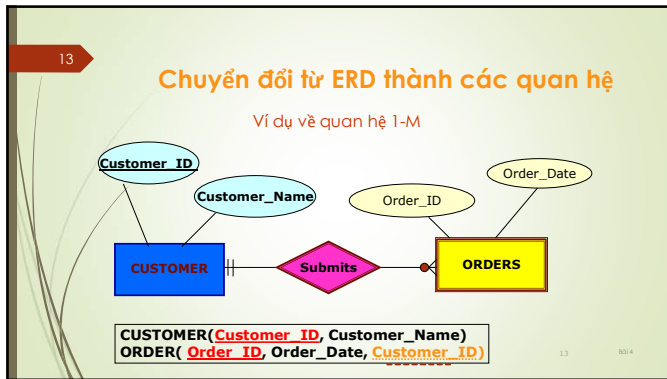 13
Chuyển đổi từ ERD thành các quan hệ
Ví dụ về quan hệ 1-M
Customer_ID
Customer_Name
Order_ID
Order_Date
CUSTOMER
Submits
ORDERS
CUSTOMER(Customer_ID, Customer_Name)
ORDER( Order_ID, Order_Date, Customer_ID)
13